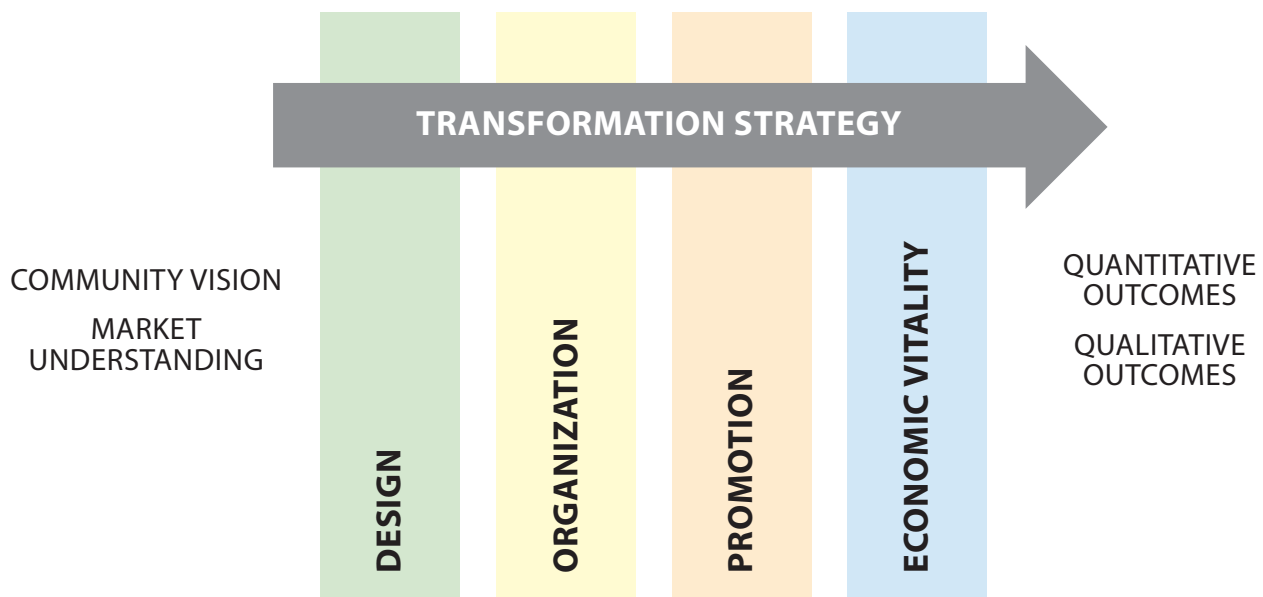 TRANSFORMATION STRATEGY
COMMUNITY VISION
MARKET
UNDERSTANDING
DESIGN
ORGANIZATION
PROMOTION
ECONOMIC VITALITY
QUANTITATIVE
OUTCOMES
QUALITATIVE
OUTCOMES